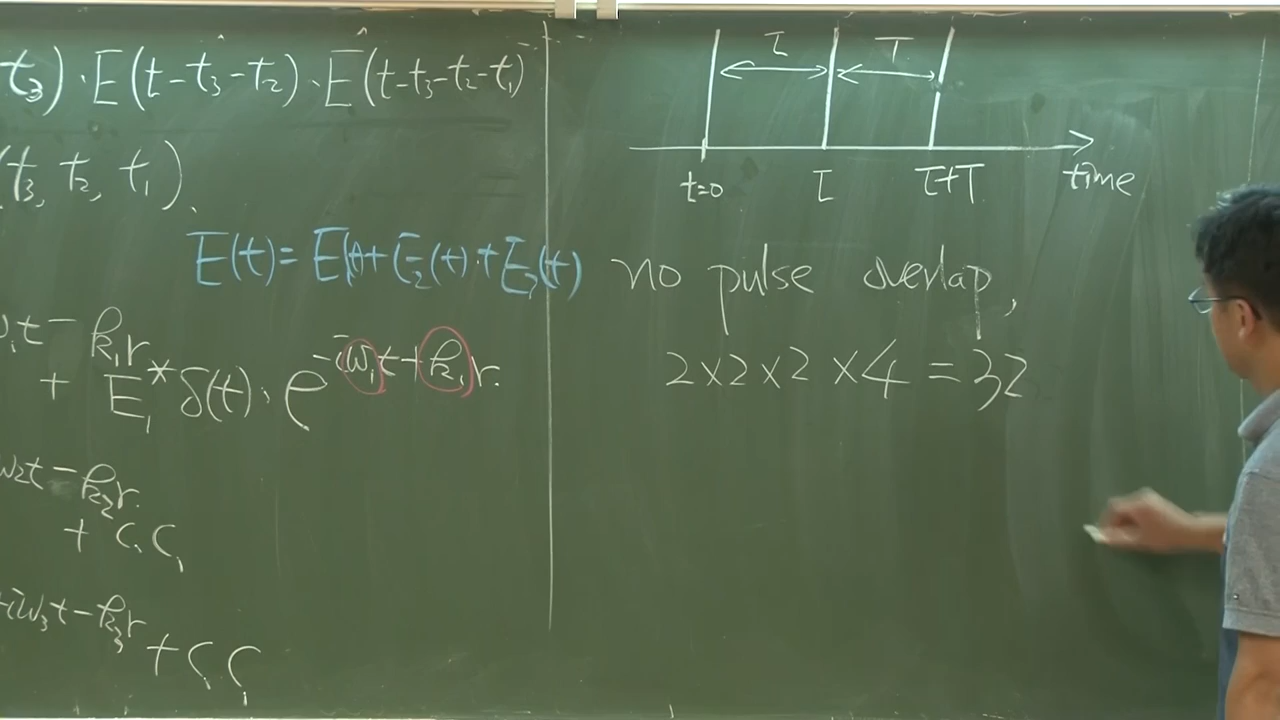 t₃)·E(t-t₃-t₂)·E(t-t₃-t₂-t₁)
(t₃, t₂, t₁).
E(t)=E₁(t)+E₂(t)+E₃(t)
ω₁t-k₁r
+ E₁*δ(t)·e^{-iω₁t+k₁r.}
ω₂t-k₂r.
+ c.c,
+iω₃t-k₃r
+ c.c,
τ T
t=0 τ τ+T time
no pulse overlap,
2×2×2×4=32